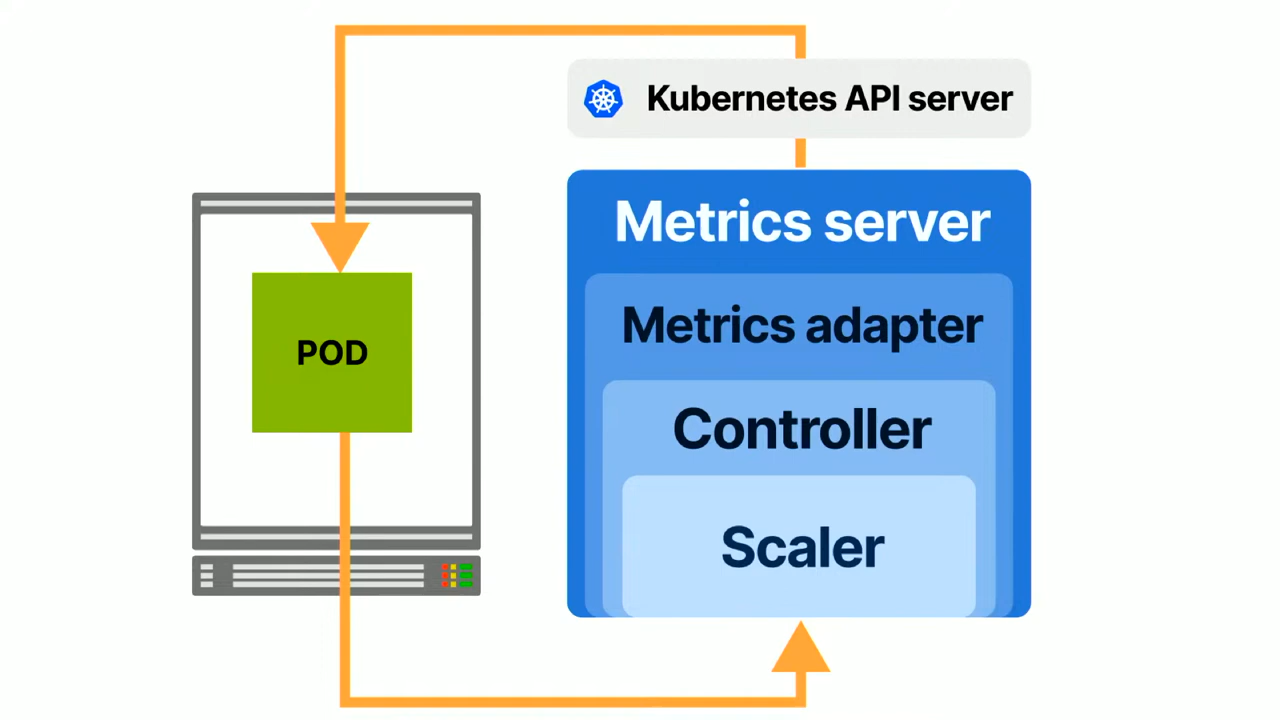 Kubernetes API server
Metrics server
Metrics adapter
POD
Controller
Scaler